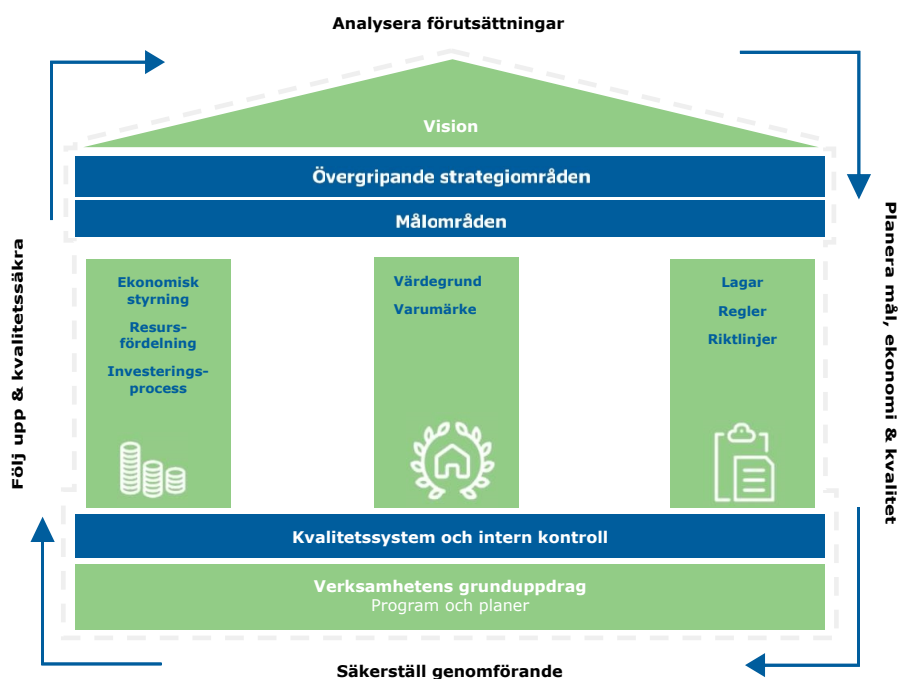 Analysera förutsättningar
Vision
Övergripande strategiområden
Målområden
Ekonomisk
styrning
Resurs-
fördelning
Investerings-
process
Värdegrund
Varumärke
Lagar
Regler
Riktlinjer
Kvalitetssystem och intern kontroll
Verksamhetens grunduppdrag
Program och planer
Planera mål, ekonomi & kvalitet
Säkerställ genomförande
Följ upp & kvalitetssäkra